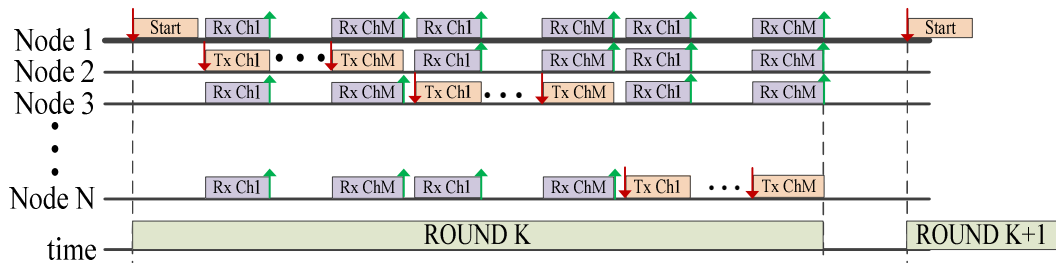 Start Rx Ch1 Rx ChM Rx Ch1 Rx ChM Rx Ch1 Rx ChM Start
Node 1
Tx Ch1 • • • Tx ChM Rx Ch1 Rx ChM Rx Ch1 Rx ChM
Node 2
Rx Ch1 Rx ChM Tx Ch1 • • • Tx ChM Rx Ch1 Rx ChM
Node 3
Rx Ch1 Rx ChM Rx Ch1 Rx ChM Tx Ch1 • • • Tx ChM
Node N
ROUND K ROUND K+1
time